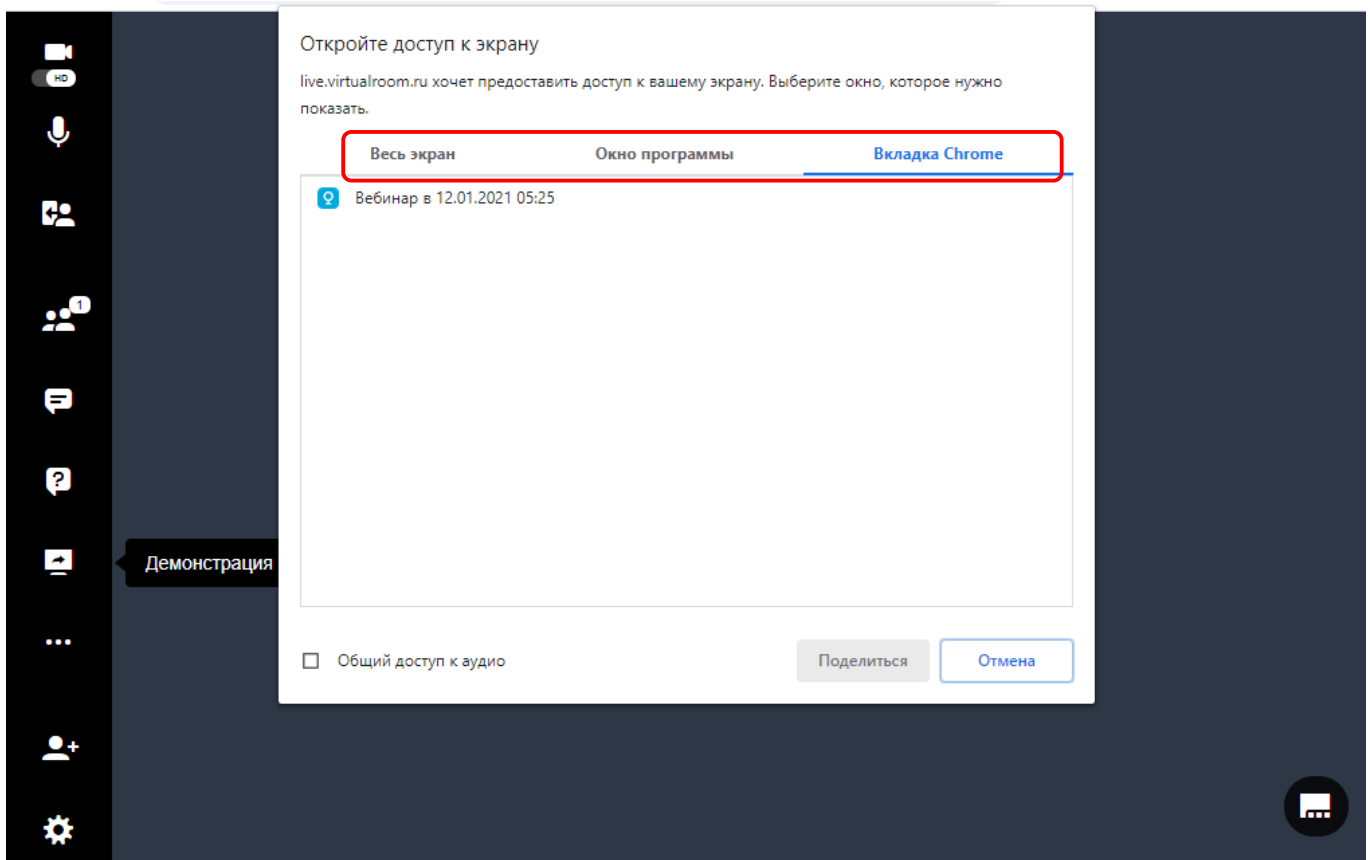 Откройте доступ к экрану
live.virtualroom.ru хочет предоставить доступ к вашему экрану. Выберите окно, которое нужно
показать.
HD
Весь экран Окно программы Вкладка Chrome
Вебинар в 12.01.2021 05:25
1
?
Демонстрация
Общий доступ к аудио Поделиться Отмена